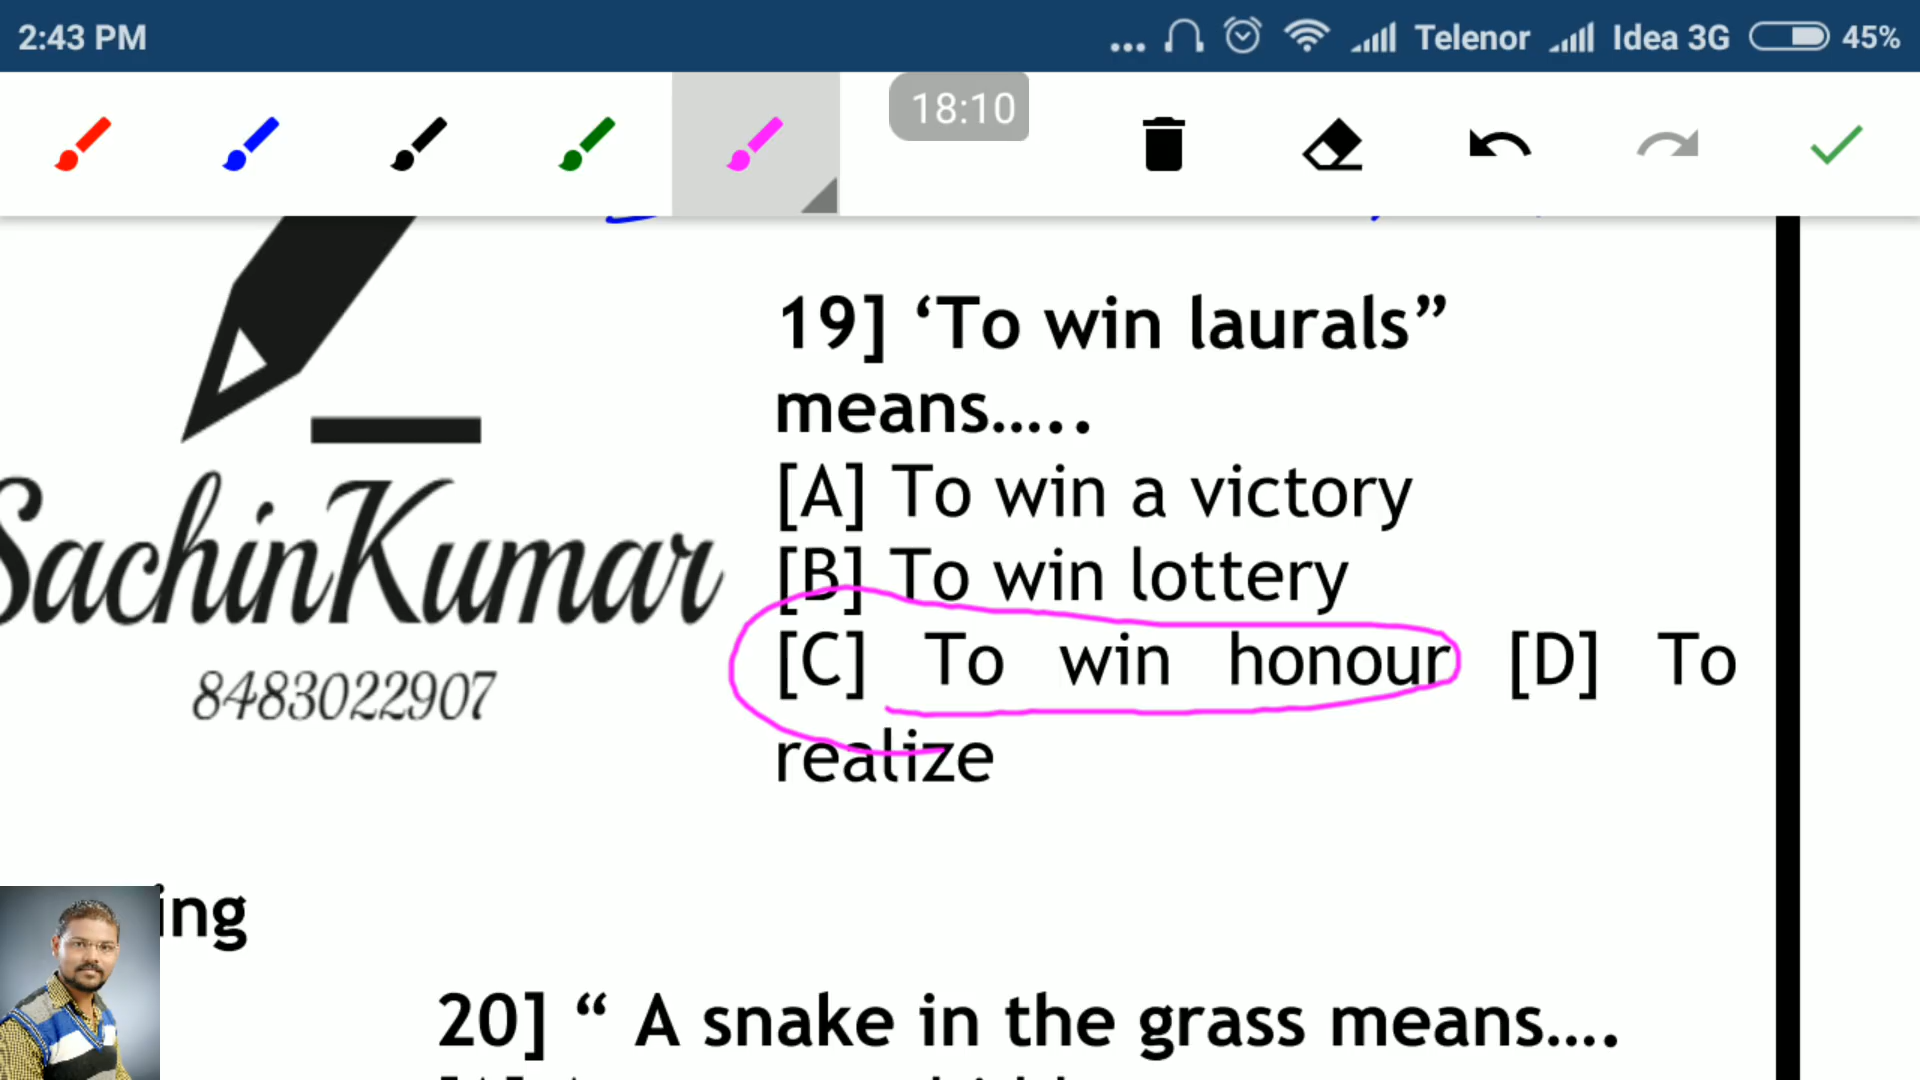 2:43 PM
... Telenor Idea 3G 45%
18:10
19] ‘To win laurals”
means.....
[A] To win a victory
[B] To win lottery
[C] To win honour [D] To
realize
SachinKumar
8483022907
ing
20] “ A snake in the grass means....